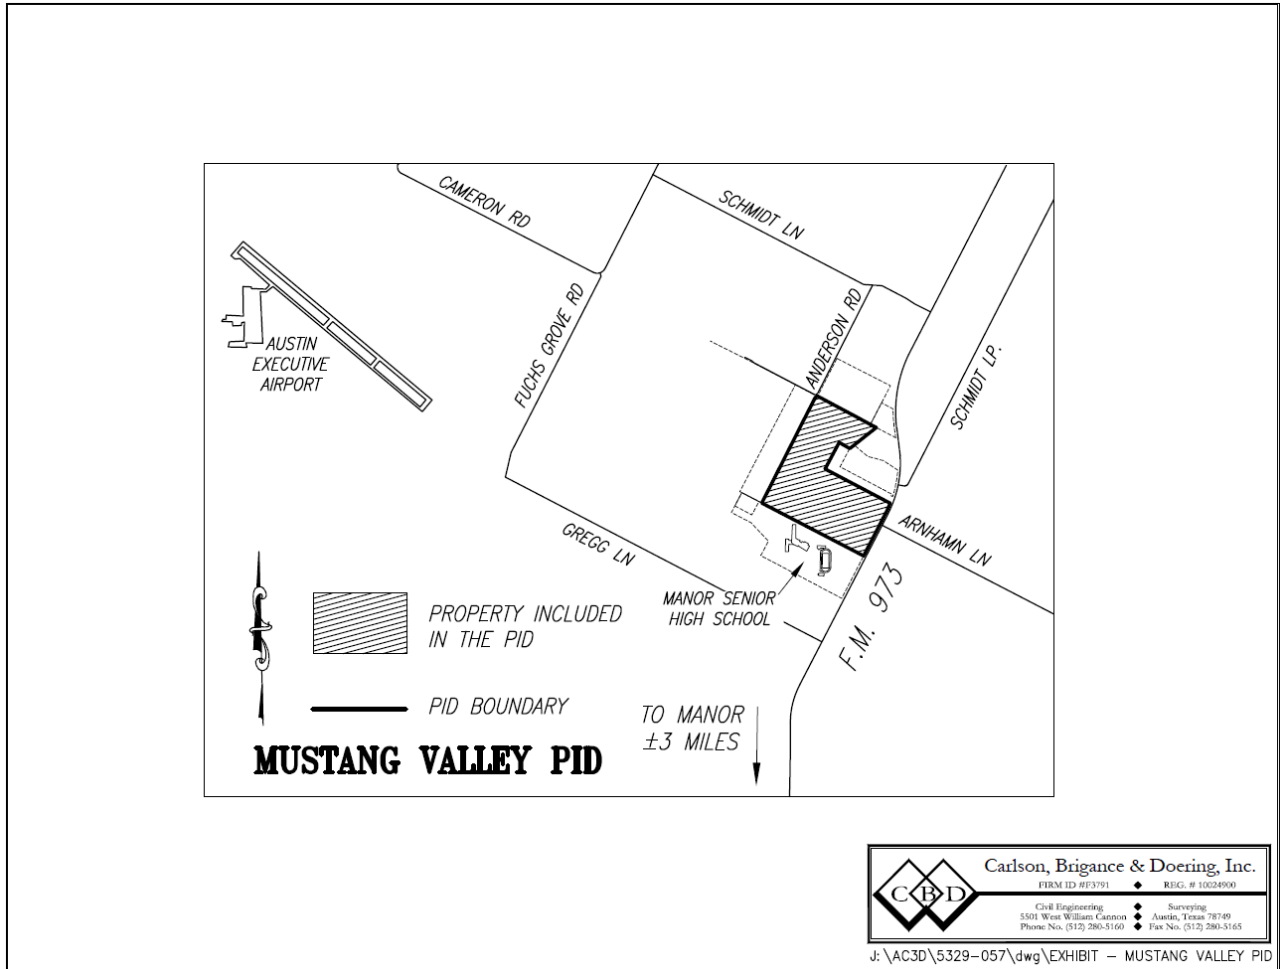 CAMERON RD
SCHMIDT LN
FUCHS GROVE RD
ANDERSON RD
AUSTIN
EXECUTIVE
AIRPORT
SCHMIDT LP.
GREGG LN
ARNHAMN LN
MANOR SENIOR
HIGH SCHOOL
F.M. 973
PROPERTY INCLUDED
IN THE PID
PID BOUNDARY
TO MANOR
±3 MILES
MUSTANG VALLEY PID
CBD
Carlson, Brigance & Doering, Inc.
FIRM ID #F3791 ◆ REG. # 10024900
Civil Engineering ◆ Surveying
5501 West William Cannon ◆ Austin, Texas 78749
Phone No. (512) 280-5160 ◆ Fax No. (512) 280-5165
J:\AC3D\5329-057\dwg\EXHIBIT - MUSTANG VALLEY PID